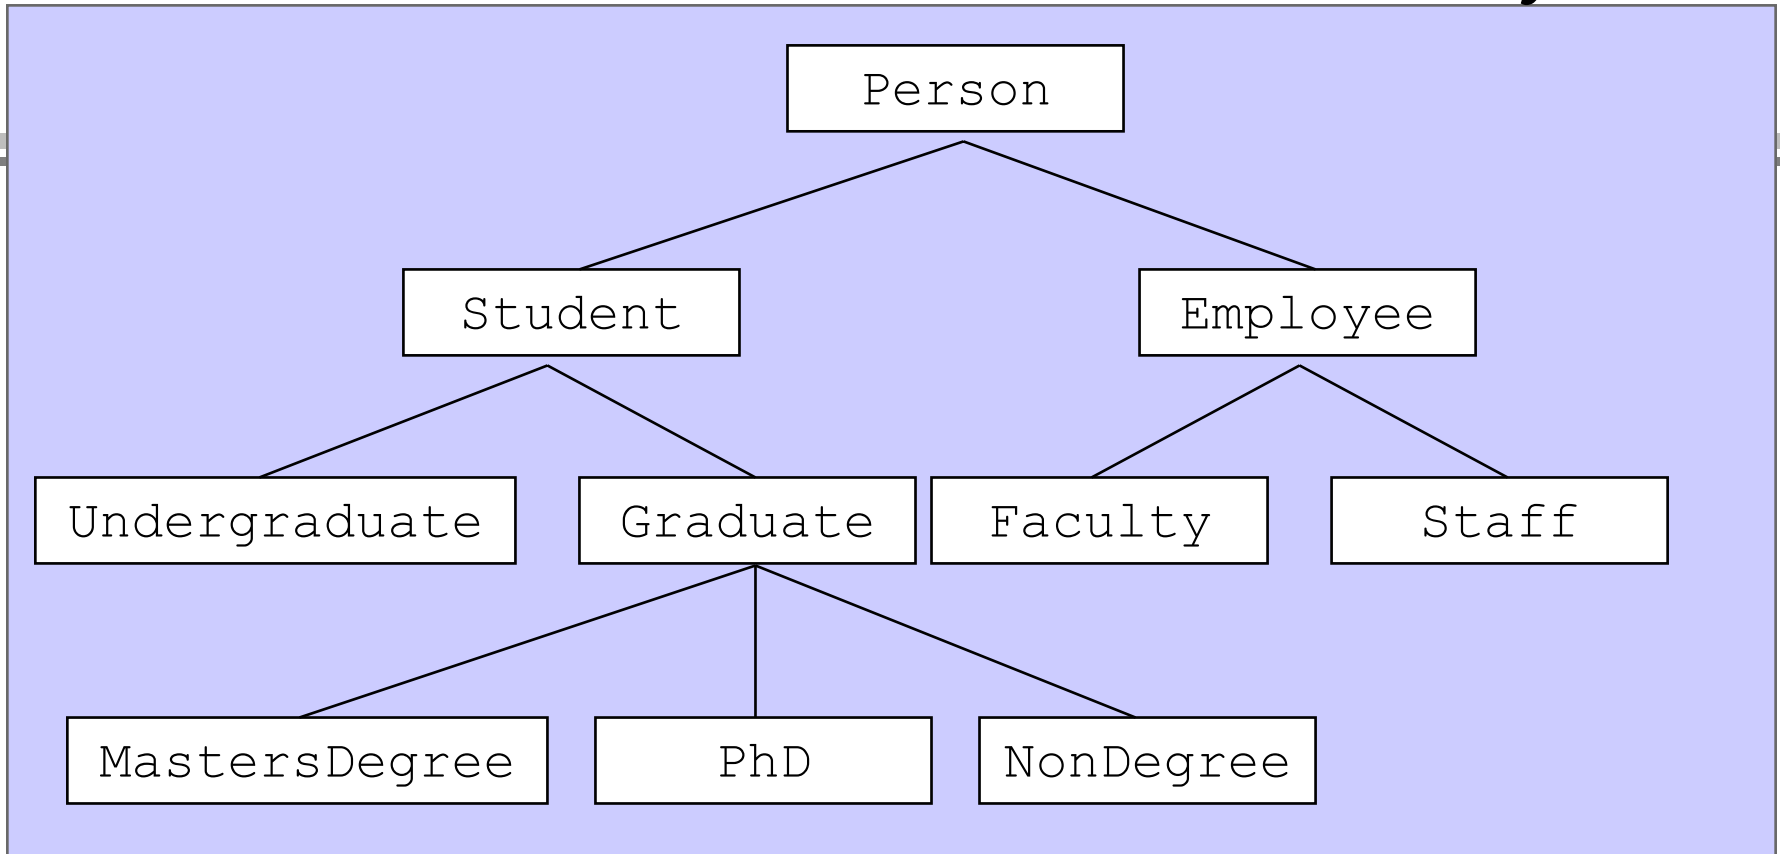 Person
Student Employee
Undergraduate Graduate Faculty Staff
MastersDegree PhD NonDegree